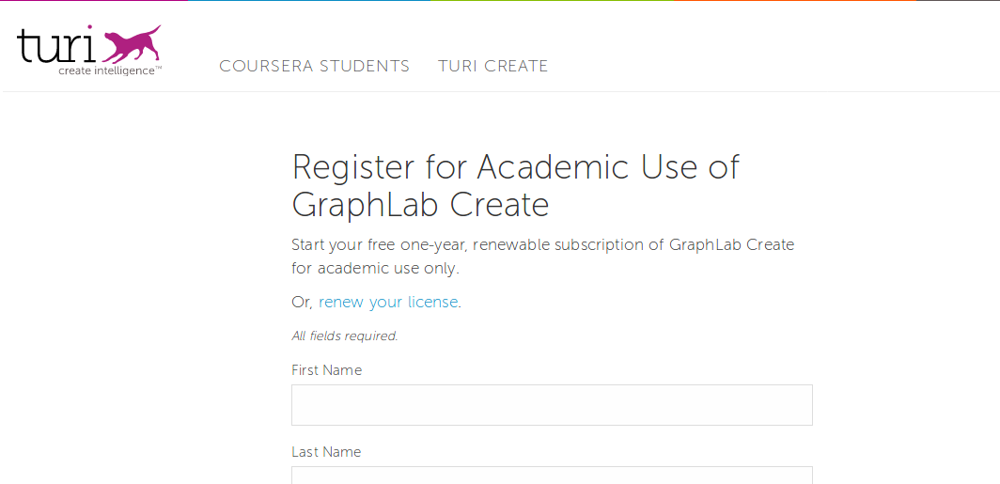 turi
create intelligence™
COURSERA STUDENTS TURI CREATE
Register for Academic Use of
GraphLab Create
Start your free one-year, renewable subscription of GraphLab Create
for academic use only.
Or, renew your license.
All fields required.
First Name
Last Name